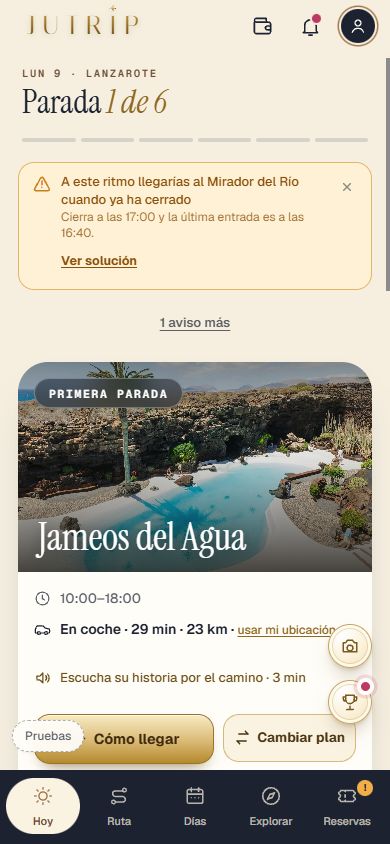 JUTRIP
LUN 9 · LANZAROTE
Parada 1 de 6
A este ritmo llegarías al Mirador del Río
cuando ya ha cerrado
Cierra a las 17:00 y la última entrada es a las
16:40.
Ver solución
1 aviso más
PRIMERA PARADA
Jameos del Agua
10:00–18:00
En coche · 29 min · 23 km · usar mi ubicación
Escucha su historia por el camino · 3 min
Pruebas
Cómo llegar
Cambiar plan
Hoy
Ruta
Días
Explorar
!
Reservas